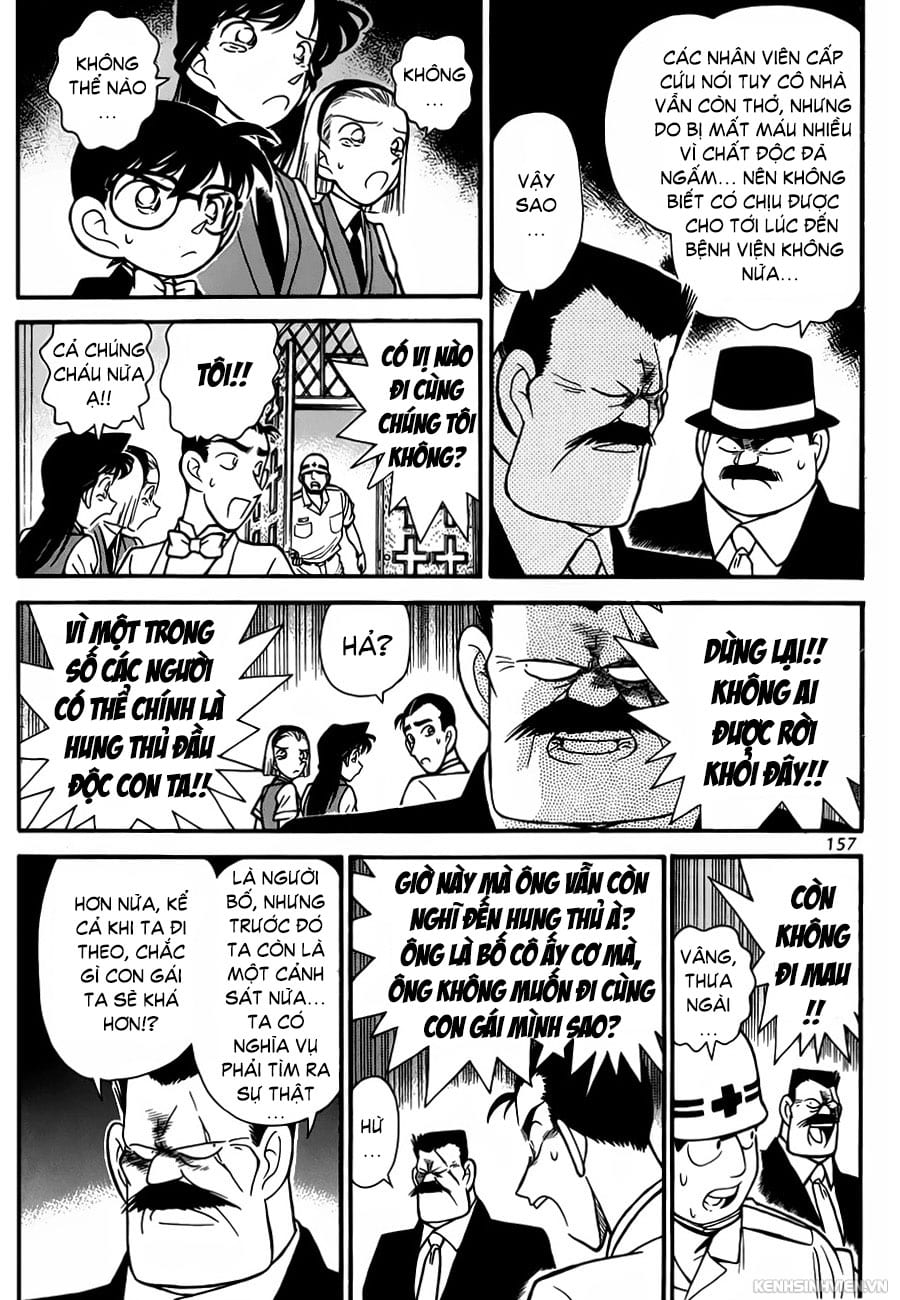 CÁC NHÂN VIÊN CẤP
CỨU NÓI TUY CÔ NHÀ
VẪN CÒN THỞ, NHƯNG
DO BỊ MẤT MÁU NHIỀU
VÌ CHẤT ĐỘC ĐẢ
NGẤM... NÊN KHÔNG
BIẾT CÓ CHỊU ĐƯỢC
CHO TỚI LÚC ĐẾN
BỆNH VIỆN KHÔNG
NỬA...
VẬY
SAO
...
KHÔNG
...
KHÔNG
THỂ NÀO
...
CÓ VỊ NÀO
ĐI CÙNG
CHÚNG TÔI
KHÔNG?
TÔI!!
CẢ CHÚNG
CHÁU NỮA
Ạ!!
DỪNG LẠI!!
KHÔNG AI
ĐƯỢC RỜI
KHỎI ĐÂY!!
HẢ?
VÌ MỘT TRONG
SỐ CÁC NGƯỜI
CÓ THỂ CHÍNH LÀ
HUNG THỦ ĐẦU
ĐỘC CON TA!!
157
CÒN
KHÔNG
ĐI MAU
!!
VÂNG,
THƯA
NGÀI
...
GIỜ NÀY MÀ ÔNG VẪN CÒN
NGHĨ ĐẾN HUNG THỦ À?
ÔNG LÀ BỐ CÔ ẤY CƠ MÀ,
ÔNG KHÔNG MUỐN ĐI CÙNG
CON GÁI MÌNH SAO?
HỪ
LÀ NGƯỜI
BỐ, NHƯNG
TRƯỚC ĐÓ
TA CÒN LÀ
MỘT CẢNH
SÁT NỮA...
TA CÓ
NGHĨA VỤ
PHẢI TÌM RA
SỰ THẬT
...
HƠN NỮA, KỂ
CẢ KHI TA ĐI
THEO, CHẮC
GÌ CON GÁI
TA SẼ KHÁ
HƠN!?
KENHSINHVIEN.VN